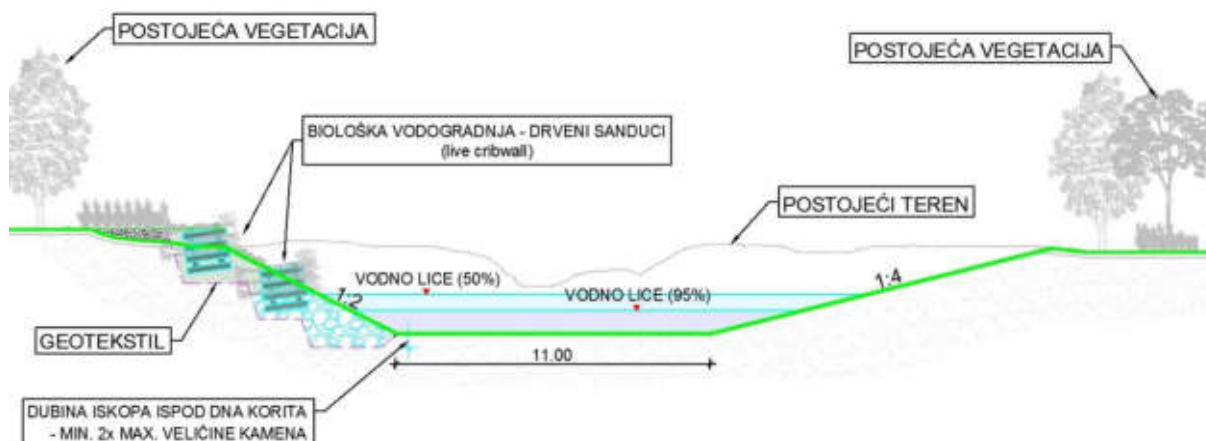 POSTOJEĆA VEGETACIJA
POSTOJEĆA VEGETACIJA
BIOLOŠKA VODOGRADNJA - DRVENI SANDUCI
(live cribwall)
POSTOJEĆI TEREN
VODNO LICE (50%)
VODNO LICE (95%)
1:2
1:4
GEOTEKSTIL
11.00
DUBINA ISKOPA ISPOD DNA KORITA
- MIN. 2x MAX. VELIČINE KAMENA